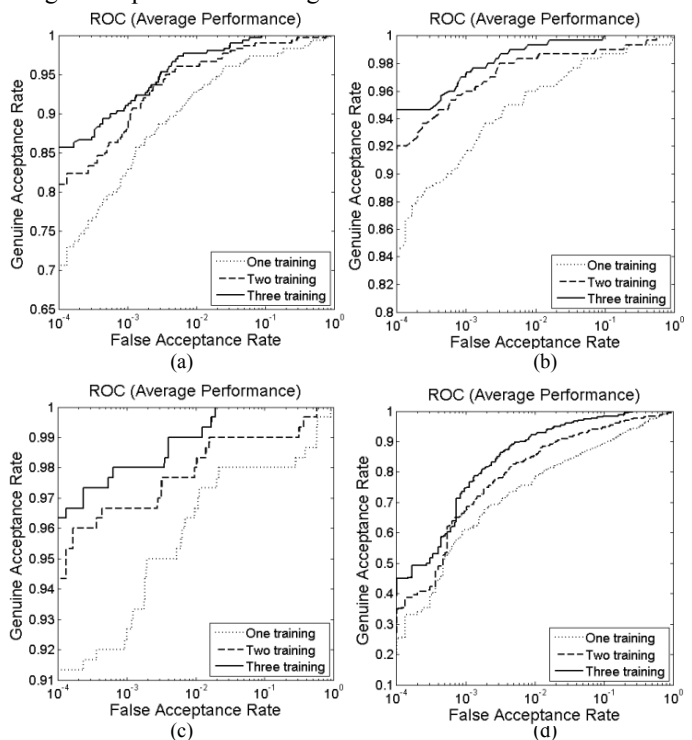 ROC (Average Performance)
Genuine Acceptance Rate
1
0.95
0.9
0.85
0.8
0.75
0.7
0.65
One training
Two training
Three training
10-4
10-3
10-2
10-1
100
False Acceptance Rate
(a)
ROC (Average Performance)
Genuine Acceptance Rate
1
0.98
0.96
0.94
0.92
0.9
0.88
0.86
0.84
0.82
0.8
One training
Two training
Three training
10-4
10-3
10-2
10-1
100
False Acceptance Rate
(b)
ROC (Average Performance)
Genuine Acceptance Rate
1
0.99
0.98
0.97
0.96
0.95
0.94
0.93
0.92
0.91
One training
Two training
Three training
10-4
10-3
10-2
10-1
100
False Acceptance Rate
(c)
ROC (Average Performance)
Genuine Acceptance Rate
1
0.9
0.8
0.7
0.6
0.5
0.4
0.3
0.2
0.1
One training
Two training
Three training
10-4
10-3
10-2
10-1
100
False Acceptance Rate
(d)